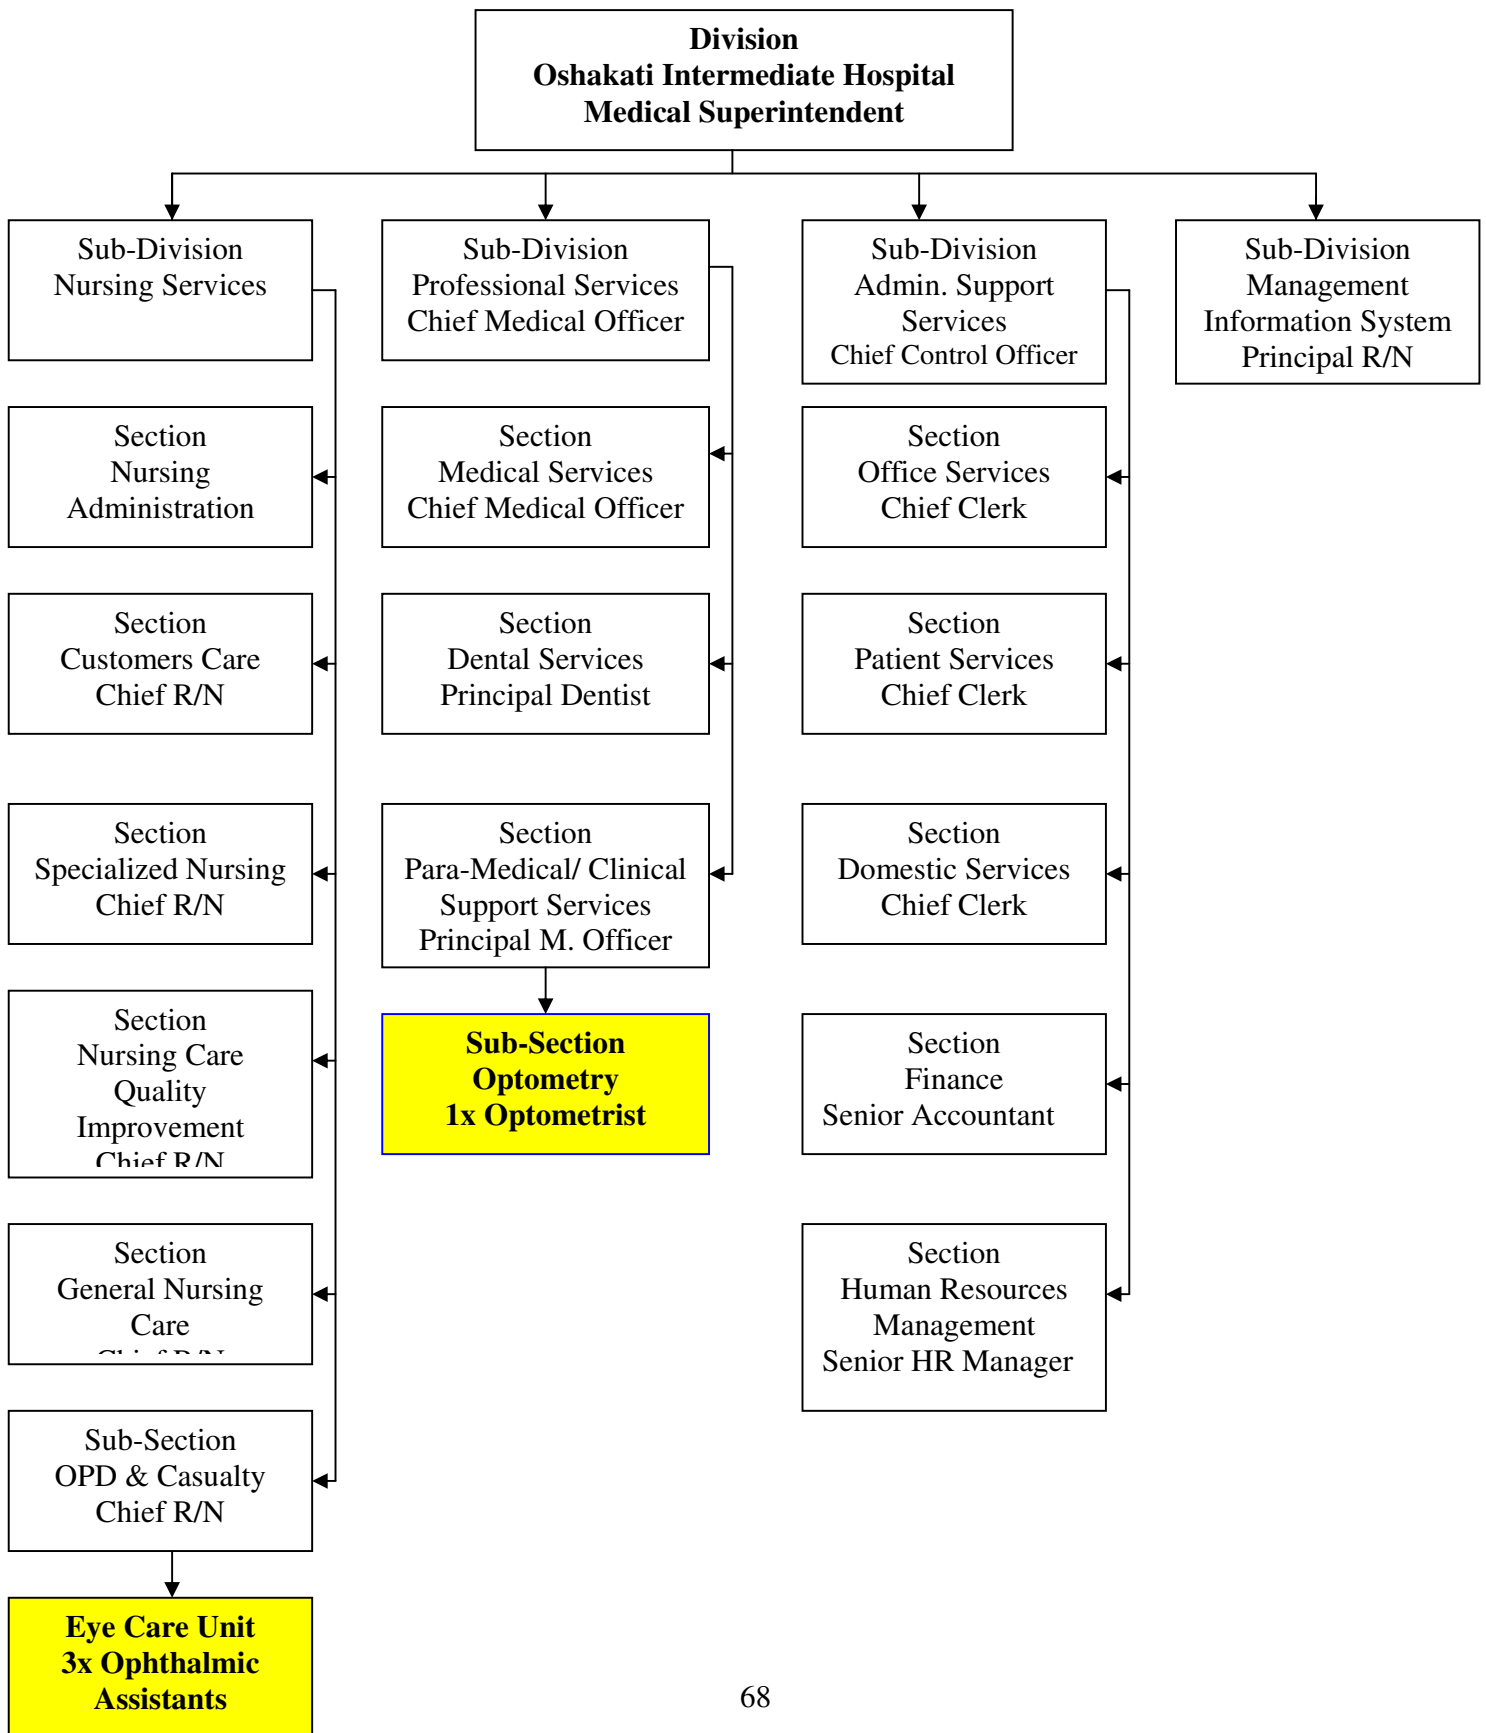 Division
Oshakati Intermediate Hospital
Medical Superintendent
Sub-Division
Nursing Services
Sub-Division
Professional Services
Chief Medical Officer
Sub-Division
Admin. Support
Services
Chief Control Officer
Sub-Division
Management
Information System
Principal R/N
Section
Nursing
Administration
Section
Medical Services
Chief Medical Officer
Section
Office Services
Chief Clerk
Section
Customers Care
Chief R/N
Section
Dental Services
Principal Dentist
Section
Patient Services
Chief Clerk
Section
Specialized Nursing
Chief R/N
Section
Para-Medical/ Clinical
Support Services
Principal M. Officer
Section
Domestic Services
Chief Clerk
Section
Nursing Care
Quality
Improvement
Chief R/N
Sub-Section
Optometry
1x Optometrist
Section
Finance
Senior Accountant
Section
General Nursing
Care
Chief R/N
Section
Human Resources
Management
Senior HR Manager
Sub-Section
OPD & Casualty
Chief R/N
Eye Care Unit
3x Ophthalmic
Assistants
68